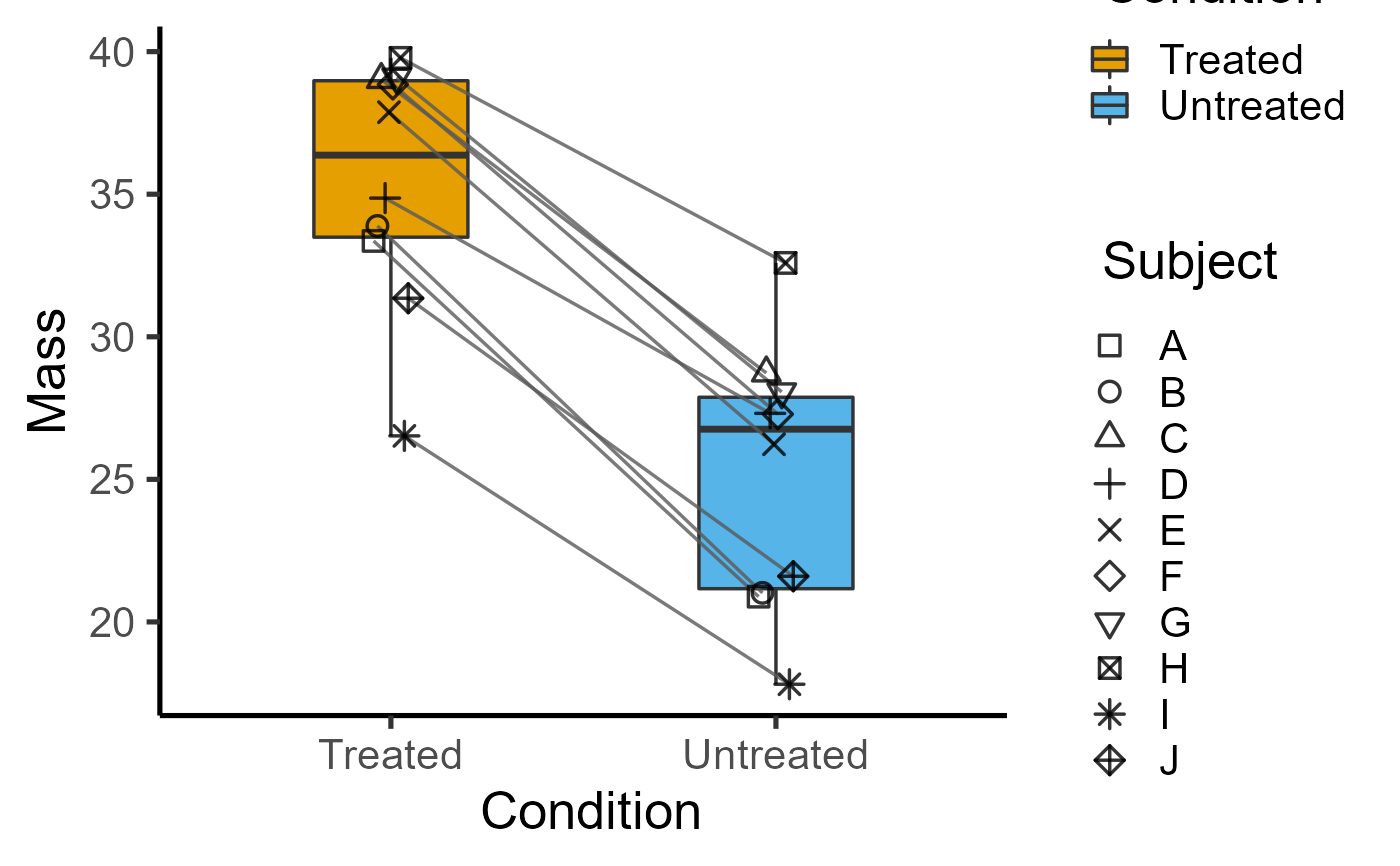 Condition
Treated
Untreated
Subject
A
B
C
D
E
F
G
H
I
J
Mass
40
35
30
25
20
Treated
Untreated
Condition